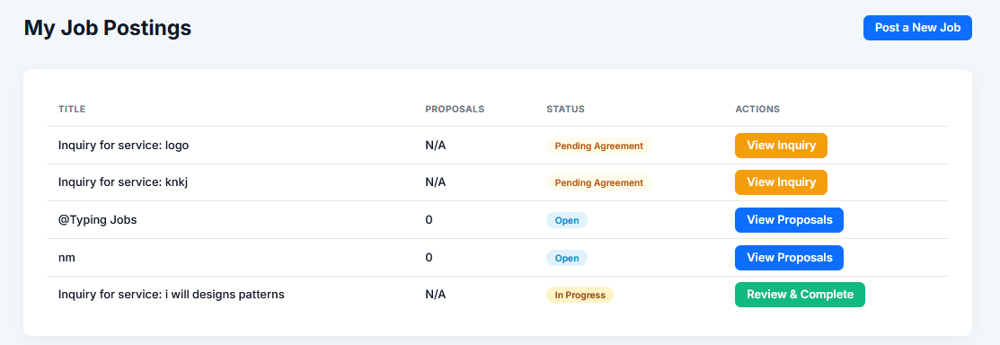 My Job Postings
Post a New Job
TITLE PROPOSALS STATUS ACTIONS
Inquiry for service: logo N/A Pending Agreement View Inquiry
Inquiry for service: knkj N/A Pending Agreement View Inquiry
@Typing Jobs 0 Open View Proposals
nm 0 Open View Proposals
Inquiry for service: i will designs patterns N/A In Progress Review & Complete